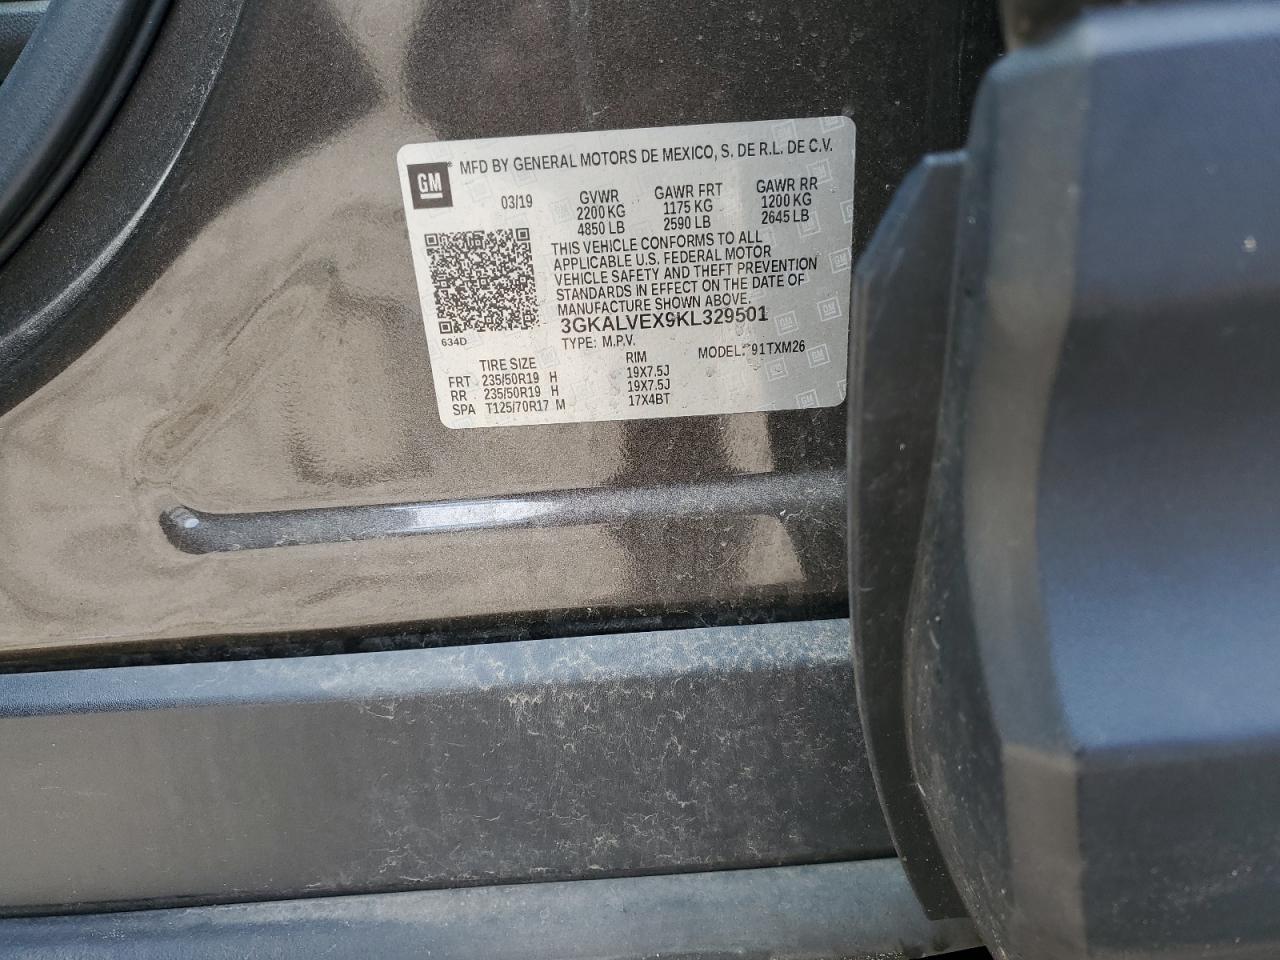 GM MFD BY GENERAL MOTORS DE MEXICO, S. DE R.L. DE C.V.
03/19 GVWR GAWR FRT GAWR RR
2200 KG 1175 KG 1200 KG
4850 LB 2590 LB 2645 LB
THIS VEHICLE CONFORMS TO ALL
APPLICABLE U.S. FEDERAL MOTOR
VEHICLE SAFETY AND THEFT PREVENTION
STANDARDS IN EFFECT ON THE DATE OF
MANUFACTURE SHOWN ABOVE.
3GKALVEX9KL329501
634D
TYPE: M.P.V. MODEL: 91TXM26
TIRE SIZE RIM
FRT 235/50R19 H 19X7.5J
RR 235/50R19 H 19X7.5J
SPA T125/70R17 M 17X4BT